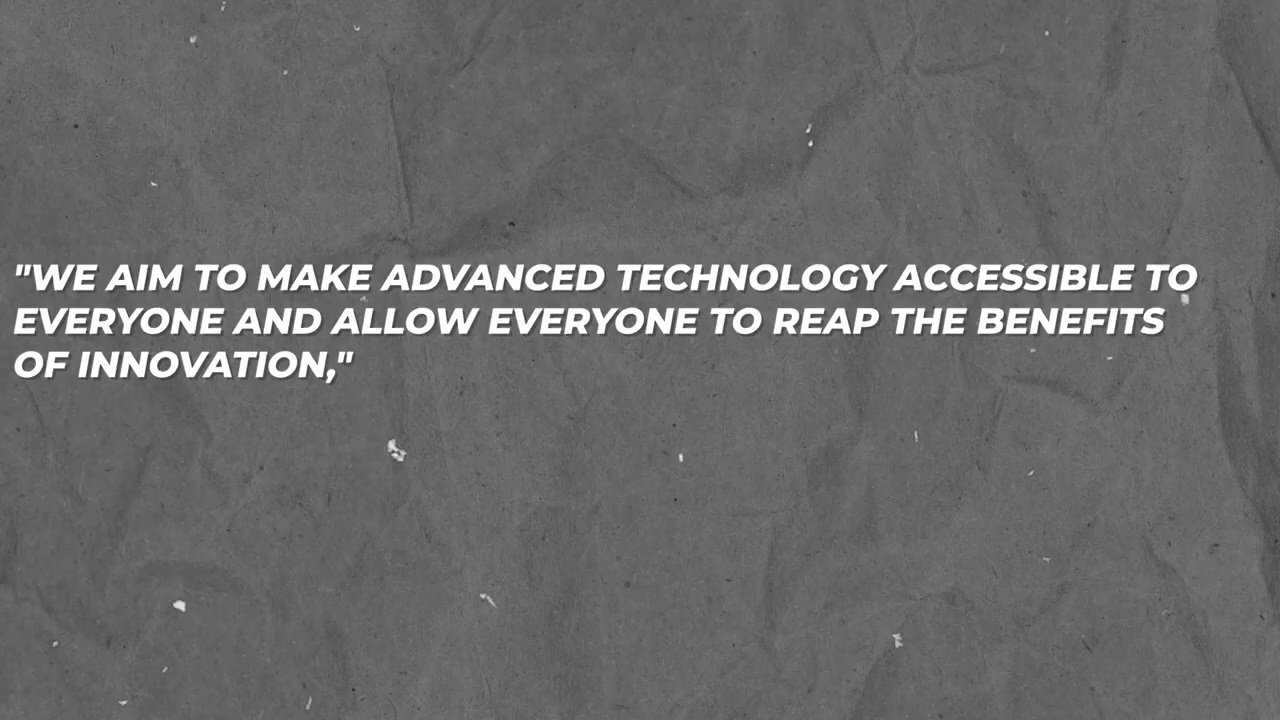 "WE AIM TO MAKE ADVANCED TECHNOLOGY ACCESSIBLE TO
EVERYONE AND ALLOW EVERYONE TO REAP THE BENEFITS
OF INNOVATION,"